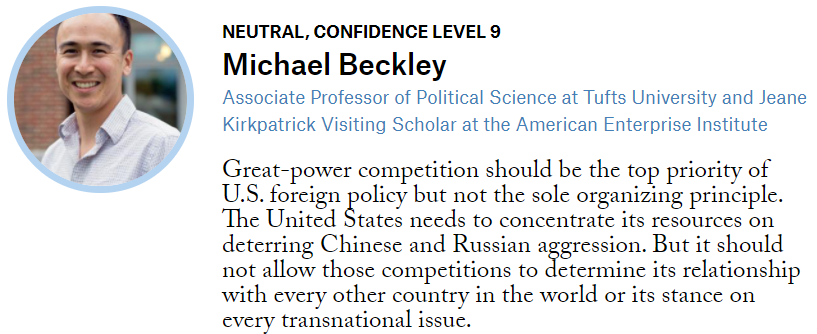 NEUTRAL, CONFIDENCE LEVEL 9
Michael Beckley
Associate Professor of Political Science at Tufts University and Jeane
Kirkpatrick Visiting Scholar at the American Enterprise Institute
Great-power competition should be the top priority of
U.S. foreign policy but not the sole organizing principle.
The United States needs to concentrate its resources on
deterring Chinese and Russian aggression. But it should
not allow those competitions to determine its relationship
with every other country in the world or its stance on
every transnational issue.